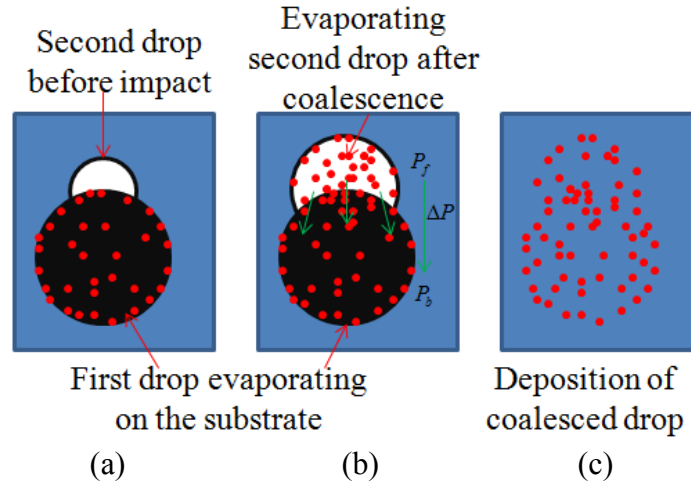 Second drop
before impact
Evaporating
second drop after
coalescence
P_f
ΔP
P_b
First drop evaporating
on the substrate
Deposition of
coalesced drop
(a)
(b)
(c)